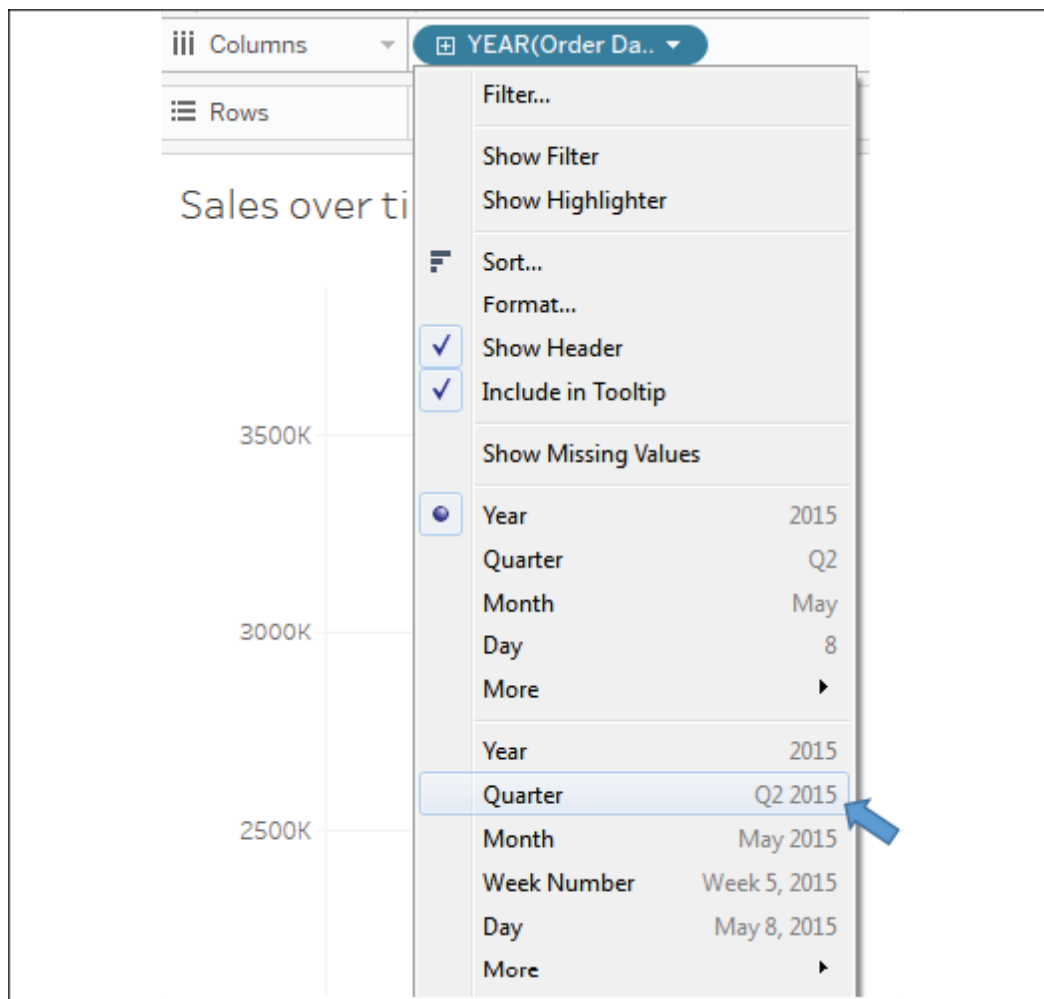 Columns
YEAR(Order Da..
Rows
Sales over ti
3500K
3000K
2500K
Filter...
Show Filter
Show Highlighter
Sort...
Format...
Show Header
Include in Tooltip
Show Missing Values
Year 2015
Quarter Q2
Month May
Day 8
More
Year 2015
Quarter Q2 2015
Month May 2015
Week Number Week 5, 2015
Day May 8, 2015
More